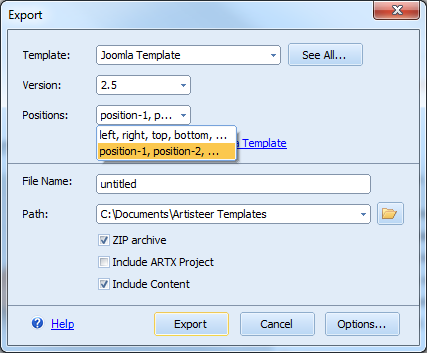 Export
Template: Joomla Template See All...
Version: 2.5
Positions: position-1, p...
left, right, top, bottom, ...
position-1, position-2, ... Template
File Name: untitled
Path: C:\Documents\Artisteer Templates
ZIP archive
Include ARTX Project
Include Content
? Help Export Cancel Options...